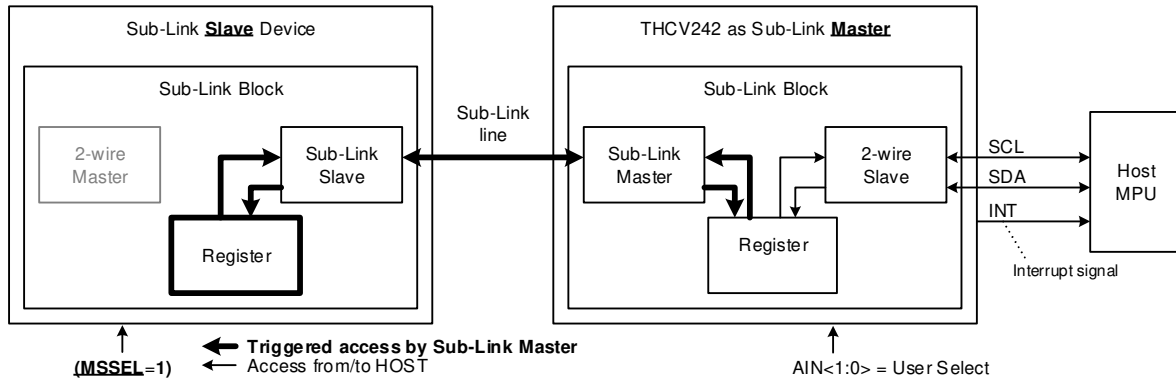 Sub-Link Slave Device
Sub-Link Block
2-wire
Master
Sub-Link
Slave
Register
Sub-Link
line
THCV242 as Sub-Link Master
Sub-Link Block
Sub-Link
Master
2-wire
Slave
Register
SCL
SDA
INT
Host
MPU
Interrupt signal
(MSSEL=1)
Triggered access by Sub-Link Master
Access from/to HOST
AIN<1:0> = User Select